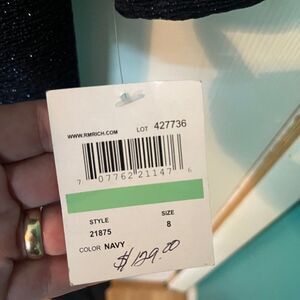 WWW.RMRICH.COM LOT 427736
7 07762 21147 6
STYLE SIZE
21875 8
COLOR NAVY
$129.00